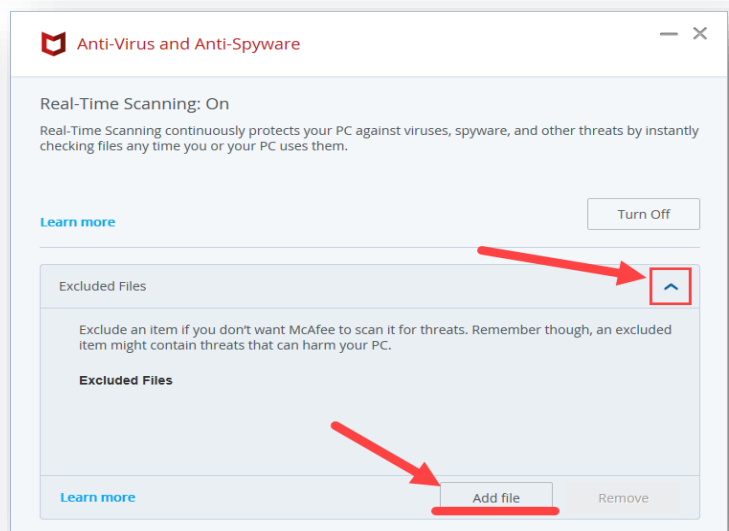 Anti-Virus and Anti-Spyware
Real-Time Scanning: On
Real-Time Scanning continuously protects your PC against viruses, spyware, and other threats by instantly
checking files any time you or your PC uses them.
Learn more
Turn Off
Excluded Files
Exclude an item if you don’t want McAfee to scan it for threats. Remember though, an excluded
item might contain threats that can harm your PC.
Excluded Files
Learn more
Add file
Remove